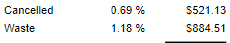 Cancelled 0.69 % $521.13
Waste 1.18 % $884.51